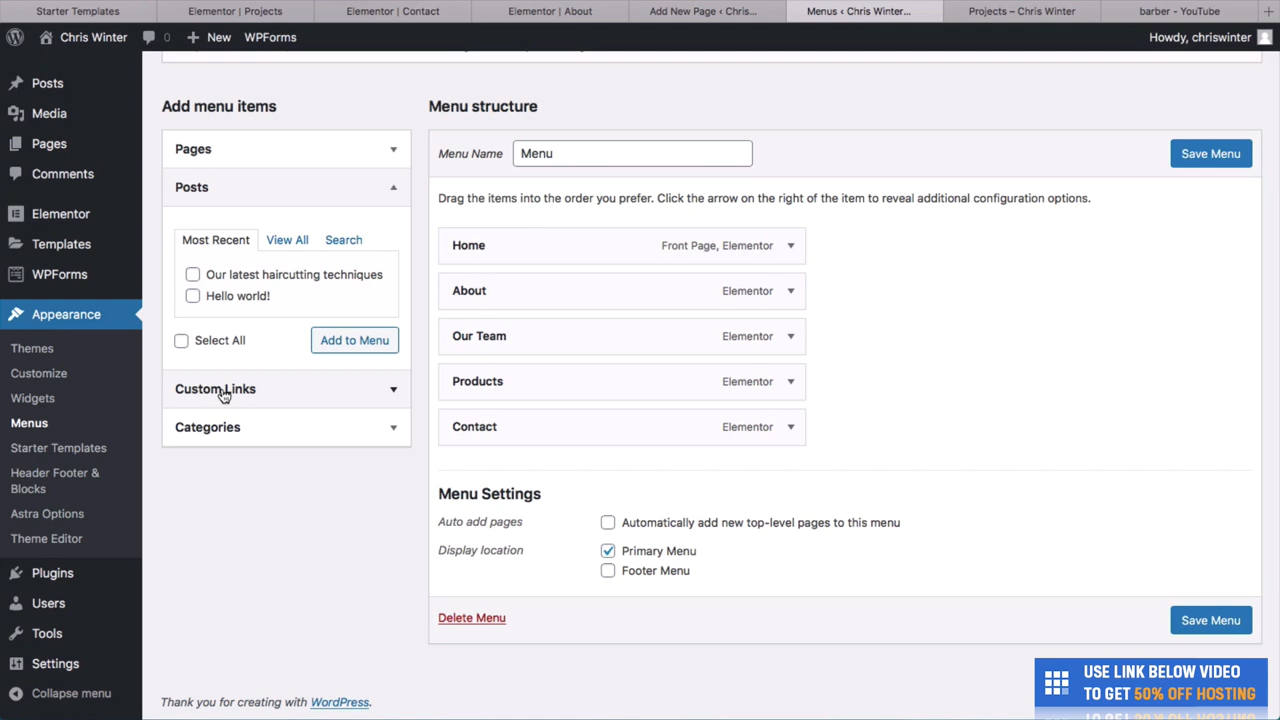 Starter Templates
Elementor | Projects
Elementor | Contact
Elementor | About
Add New Page ‹ Chris...
Menus ‹ Chris Winter...
Projects – Chris Winter
barber - YouTube
Chris Winter
0
New
WPForms
Howdy, chriswinter
Posts
Media
Pages
Comments
Elementor
Templates
WPForms
Appearance
Themes
Customize
Widgets
Menus
Starter Templates
Header Footer &
Blocks
Astra Options
Theme Editor
Plugins
Users
Tools
Settings
Collapse menu
Add menu items
Pages
Posts
Most Recent
View All
Search
Our latest haircutting techniques
Hello world!
Select All
Add to Menu
Custom Links
Categories
Menu structure
Menu Name
Menu
Save Menu
Drag the items into the order you prefer. Click the arrow on the right of the item to reveal additional configuration options.
Home
Front Page, Elementor
About
Elementor
Our Team
Elementor
Products
Elementor
Contact
Elementor
Menu Settings
Auto add pages
Automatically add new top-level pages to this menu
Display location
Primary Menu
Footer Menu
Delete Menu
Save Menu
Thank you for creating with WordPress.
USE LINK BELOW VIDEO
TO GET 50% OFF HOSTING